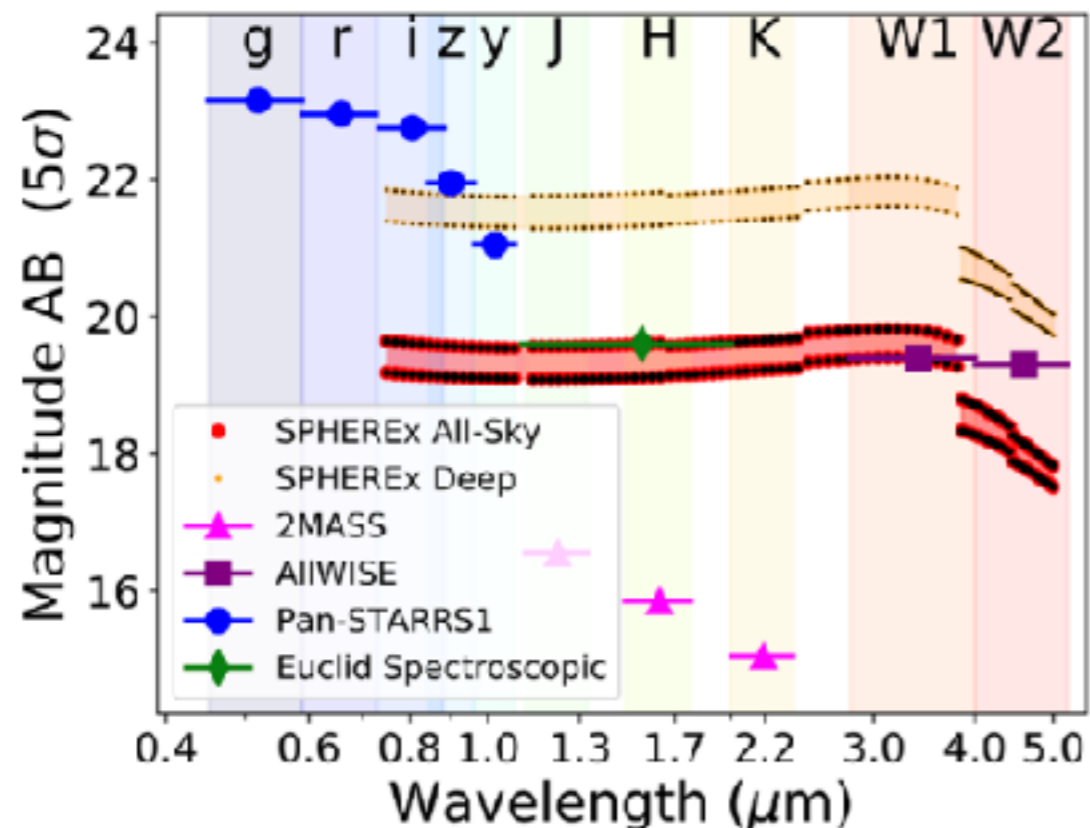 g r i z y J H K W1 W2
24
22
20
18
16
Magnitude AB (5σ)
SPHEREx All-Sky
SPHEREx Deep
2MASS
AllWISE
Pan-STARRS1
Euclid Spectroscopic
0.4 0.6 0.8 1.0 1.3 1.7 2.2 3.0 4.0 5.0
Wavelength (μm)